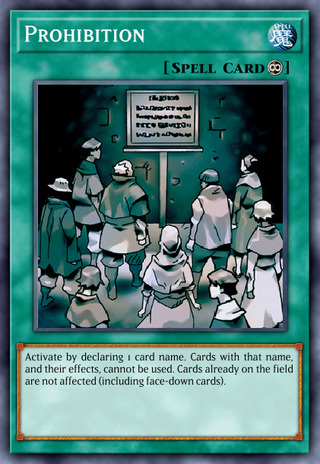 Prohibition
魔
[Spell Card]
Activate by declaring 1 card name. Cards with that name,
and their effects, cannot be used. Cards already on the field
are not affected (including face-down cards).